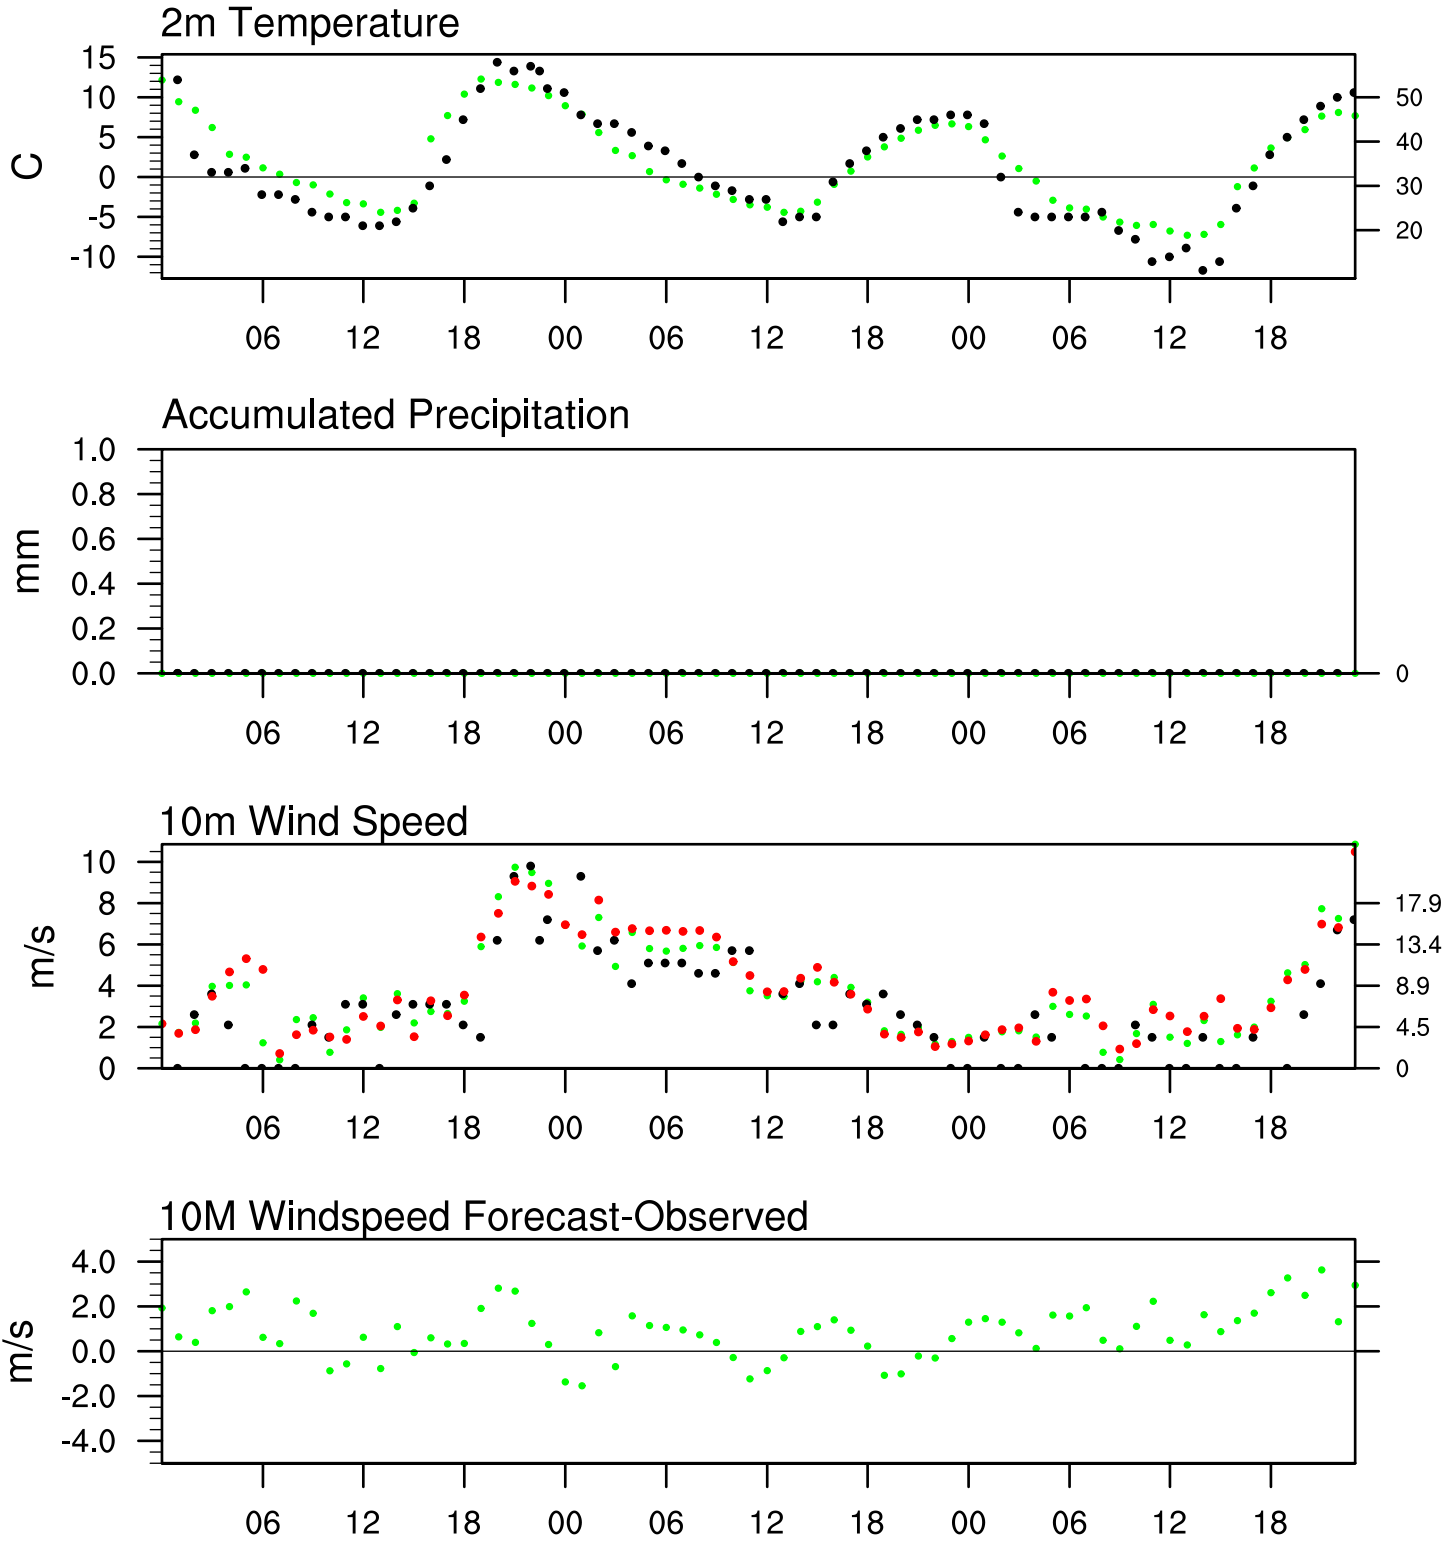 2m Temperature
15
10
5
0
-5
-10
C
50
40
30
20
06 12 18 00 06 12 18 00 06 12 18
Accumulated Precipitation
1.0
0.8
0.6
0.4
0.2
0.0
mm
0
06 12 18 00 06 12 18 00 06 12 18
10m Wind Speed
10
8
6
4
2
0
m/s
17.9
13.4
8.9
4.5
0
06 12 18 00 06 12 18 00 06 12 18
10M Windspeed Forecast-Observed
4.0
2.0
0.0
-2.0
-4.0
m/s
06 12 18 00 06 12 18 00 06 12 18